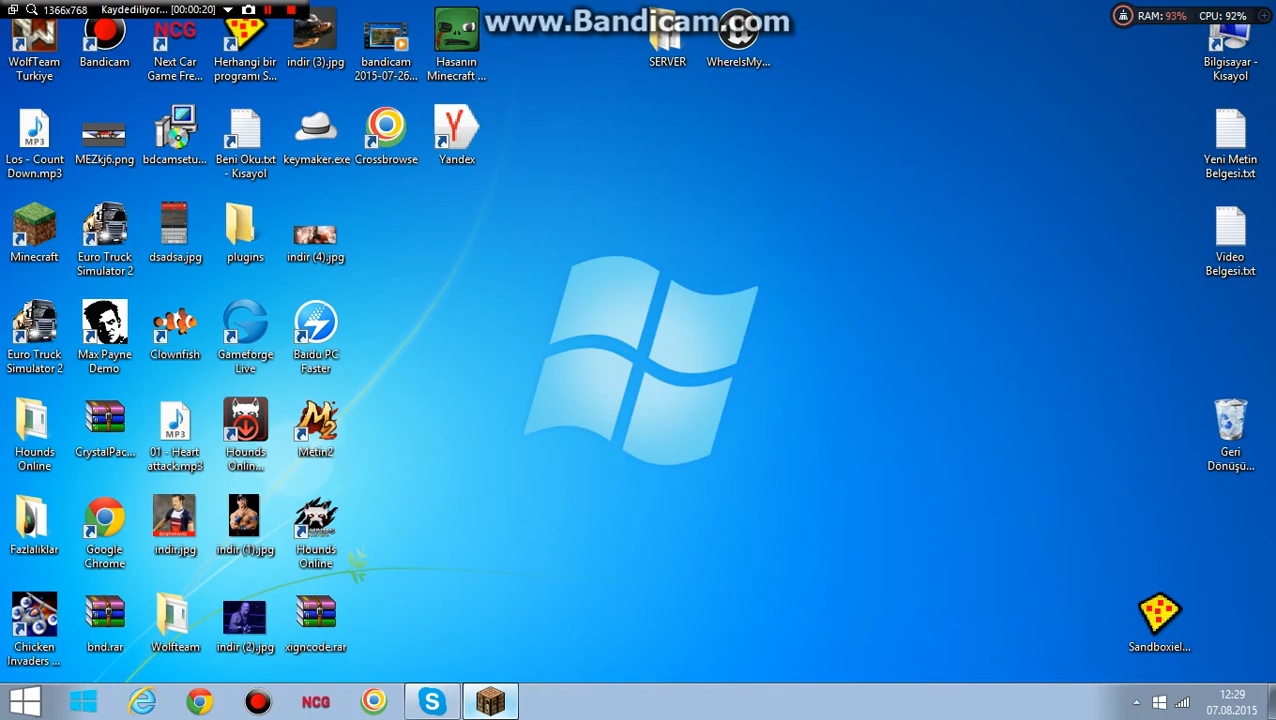 1366x768 Kaydediliyor... [00:00:20]
www.Bandicam.com
RAM: 93% CPU: 92%
WolfTeam
Turkiye
Bandicam
Next Car
Game Fre...
Herhangi bir
programı S...
indir (3).jpg
bandicam
2015-07-26...
Hasanın
Minecraft ...
SERVER
WhereIsMy...
Bilgisayar -
Kısayol
Los - Count
Down.mp3
MEZkj6.png
bdcamsetu...
Beni Oku.txt
- Kısayol
keymaker.exe
Crossbrowse
Yandex
Yeni Metin
Belgesi.txt
Minecraft
Euro Truck
Simulator 2
dsadsa.jpg
plugins
indir (4).jpg
Video
Belgesi.txt
Euro Truck
Simulator 2
Max Payne
Demo
Clownfish
Gameforge
Live
Baidu PC
Faster
Hounds
Online
CrystalPac...
01 - Heart
attack.mp3
Hounds
Onlin...
Metin2
Geri
Dönüşü...
Fazlalıklar
Google
Chrome
indir.jpg
indir (1).jpg
Hounds
Online
Chicken
Invaders ...
bnd.rar
Wolfteam
indir (2).jpg
xigncode.rar
Sandboxiel...
NCG
12:29
07.08.2015